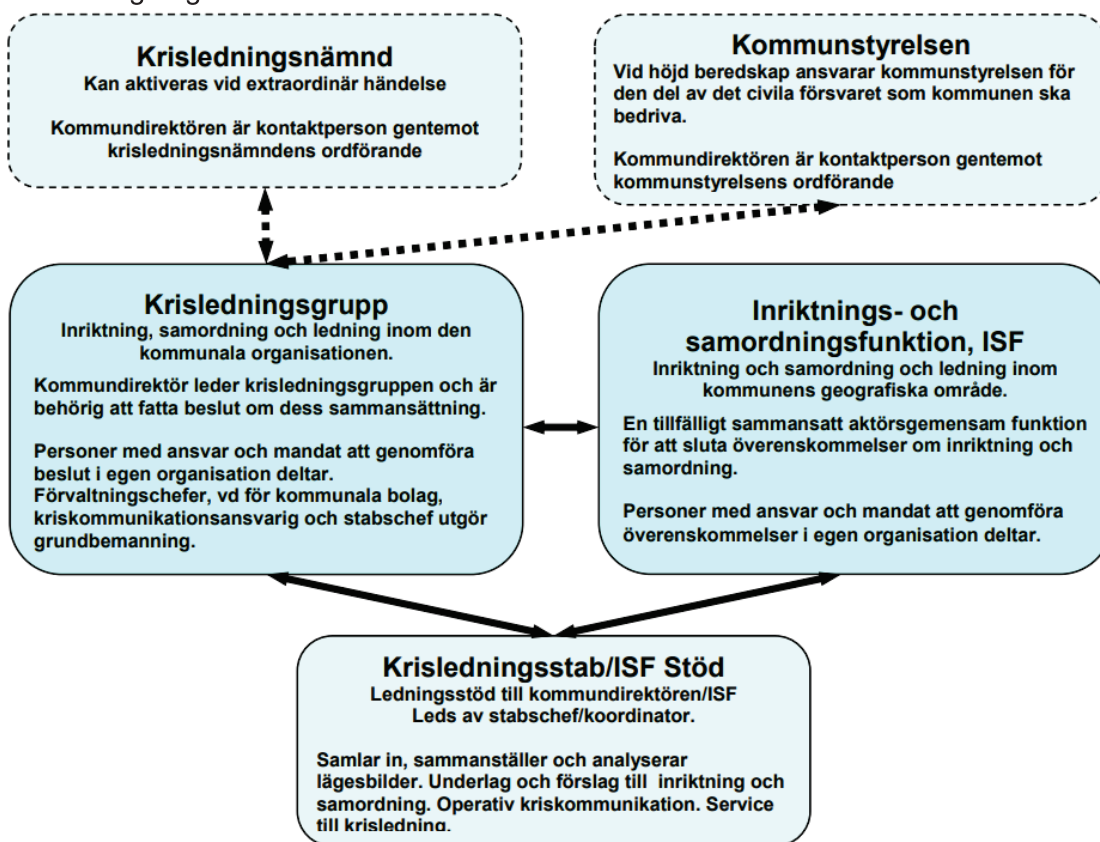 Krisledningsnämnd
Kan aktiveras vid extraordinär händelse
Kommundirektören är kontaktperson gentemot
krisledningsnämndens ordförande
Kommunstyrelsen
Vid höjd beredskap ansvarar kommunstyrelsen för
den del av det civila försvaret som kommunen ska
bedriva.
Kommundirektören är kontaktperson gentemot
kommunstyrelsens ordförande
Krisledningsgrupp
Inriktning, samordning och ledning inom den
kommunala organisationen.
Kommundirektör leder krisledningsgruppen och är
behörig att fatta beslut om dess sammansättning.
Personer med ansvar och mandat att genomföra
beslut i egen organisation deltar.
Förvaltningschefer, vd för kommunala bolag,
kriskommunikationsansvarig och stabschef utgör
grundbemanning.
Inriktnings- och
samordningsfunktion, ISF
Inriktning och samordning och ledning inom
kommunens geografiska område.
En tillfälligt sammansatt aktörsgemensam funktion
för att sluta överenskommelser om inriktning och
samordning.
Personer med ansvar och mandat att genomföra
överenskommelser i egen organisation deltar.
Krisledningsstab/ISF Stöd
Ledningsstöd till kommundirektören/ISF
Leds av stabschef/koordinator.
Samlar in, sammanställer och analyserar
lägesbilder. Underlag och förslag till inriktning och
samordning. Operativ kriskommunikation. Service
till krisledning.